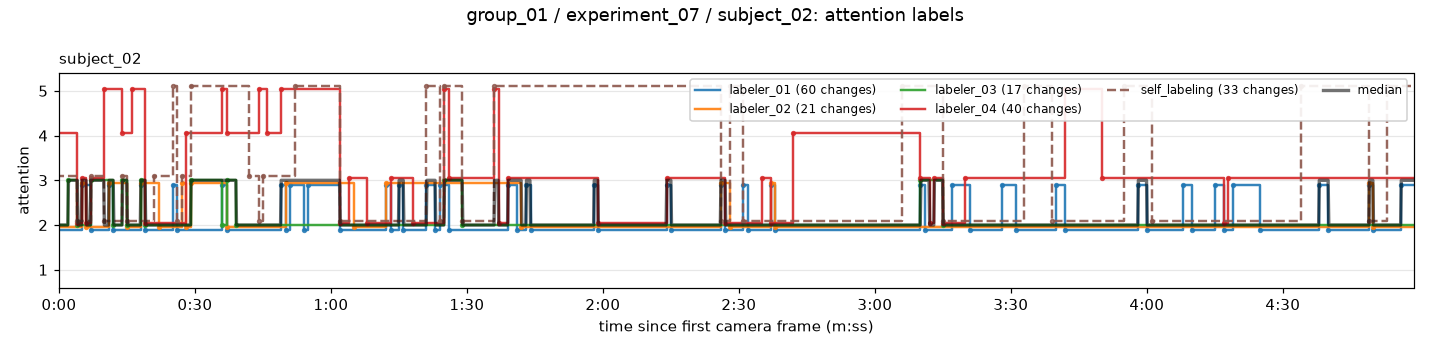 group_01 / experiment_07 / subject_02: attention labels
subject_02
labeler_01 (60 changes)
labeler_02 (21 changes)
labeler_03 (17 changes)
labeler_04 (40 changes)
self_labeling (33 changes)
median
attention
5
4
3
2
1
0:00 0:30 1:00 1:30 2:00 2:30 3:00 3:30 4:00 4:30
time since first camera frame (m:ss)